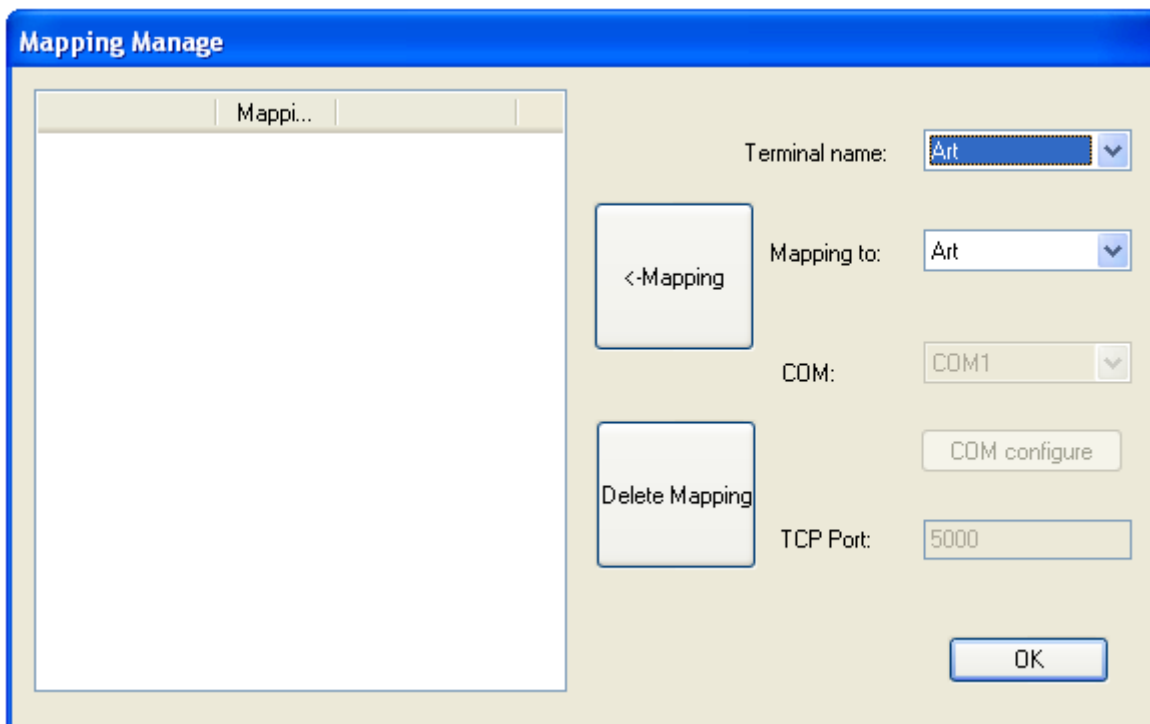 Mapping Manage
Mappi...
Terminal name:
Art
<-Mapping
Mapping to:
Art
COM:
COM1
COM configure
Delete Mapping
TCP Port:
5000
OK